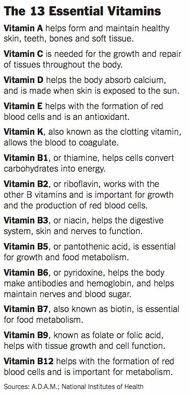 The 13 Essential Vitamins
Vitamin A helps form and maintain healthy
skin, teeth, bones and soft tissue.
Vitamin C is needed for the growth and repair
of tissues throughout the body.
Vitamin D helps the body absorb calcium,
and is made when skin is exposed to the sun.
Vitamin E helps with the formation of red
blood cells and is an antioxidant.
Vitamin K, also known as the clotting vitamin,
allows the blood to coagulate.
Vitamin B1, or thiamine, helps cells convert
carbohydrates into energy.
Vitamin B2, or riboflavin, works with the
other B vitamins and is important for growth
and the production of red blood cells.
Vitamin B3, or niacin, helps the digestive
system, skin and nerves to function.
Vitamin B5, or pantothenic acid, is essential
for growth and food metabolism.
Vitamin B6, or pyridoxine, helps the body
make antibodies and hemoglobin, and helps
maintain nerves and blood sugar.
Vitamin B7, also known as biotin, is essential
for food metabolism.
Vitamin B9, known as folate or folic acid,
helps with tissue growth and cell function.
Vitamin B12 helps with the formation of red
blood cells and is important for metabolism.
Sources: A.D.A.M.; National Institutes of Health